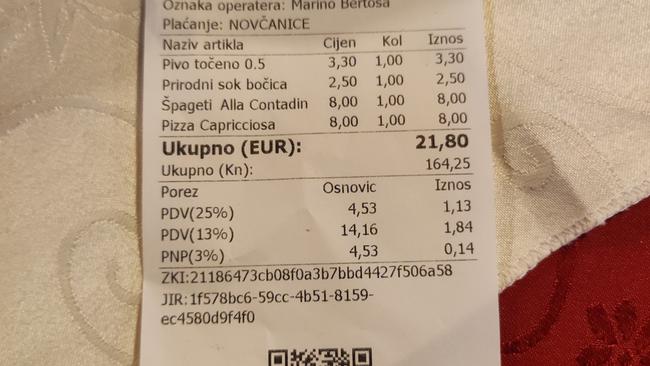 Oznaka operatera: Marino Bertoša
Plaćanje: NOVČANICE
Naziv artikla Cijen Kol Iznos
Pivo točeno 0.5 3,30 1,00 3,30
Prirodni sok bočica 2,50 1,00 2,50
Špageti Alla Contadin 8,00 1,00 8,00
Pizza Capricciosa 8,00 1,00 8,00
Ukupno (EUR): 21,80
Ukupno (Kn): 164,25
Porez Osnovic Iznos
PDV(25%) 4,53 1,13
PDV(13%) 14,16 1,84
PNP(3%) 4,53 0,14
ZKI:21186473cb08f0a3b7bbd4427f506a58
JIR:1f578bc6-59cc-4b51-8159-
ec4580d9f4f0